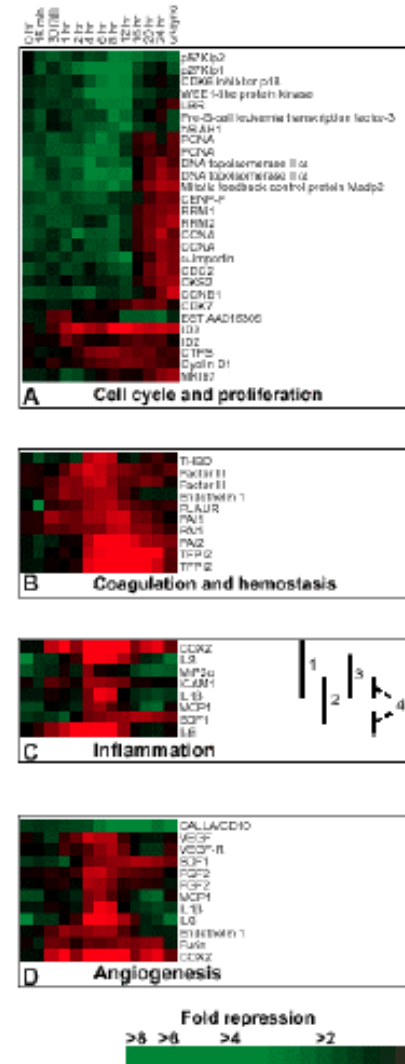 0 hr
15 min
30 min
1 hr
2 hr
4 hr
6 hr
8 hr
12 hr
16 hr
20 hr
24 hr
unsync
p57Kip2
p27Kip1
CDK6 inhibitor p18
WEE1-like protein kinase
LBR
Pre-B-cell leukemia transcription factor-3
PCNA
PCNA
DNA topoisomerase II α
DNA topoisomerase II α
Mitotic feedback control protein Madp2
CENP-F
RRM1
RRM2
CCNA
CCNA
α-importin
CDC2
CKS2
CCNB1
CDK7
EST AA016305
ID3
ID2
CTPS
Cyclin D1
MKI67
A Cell cycle and proliferation
THBD
Factor III
Factor III
Endothelin 1
PLAUR
PAI1
PAI1
PAI2
TFPI2
TFPI2
B Coagulation and hemostasis
COX2
IL8
MIP2α
ICAM1
IL1B
MCP1
SDF1
IL6
1
2
3
4
C Inflammation
CALLA/CD10
VEGF
VEGF-R
SDF1
FGF2
FGF2
MCP1
IL1B
IL8
Endothelin 1
Furin
COX2
D Angiogenesis
Fold repression
>8 >6 >4 >2